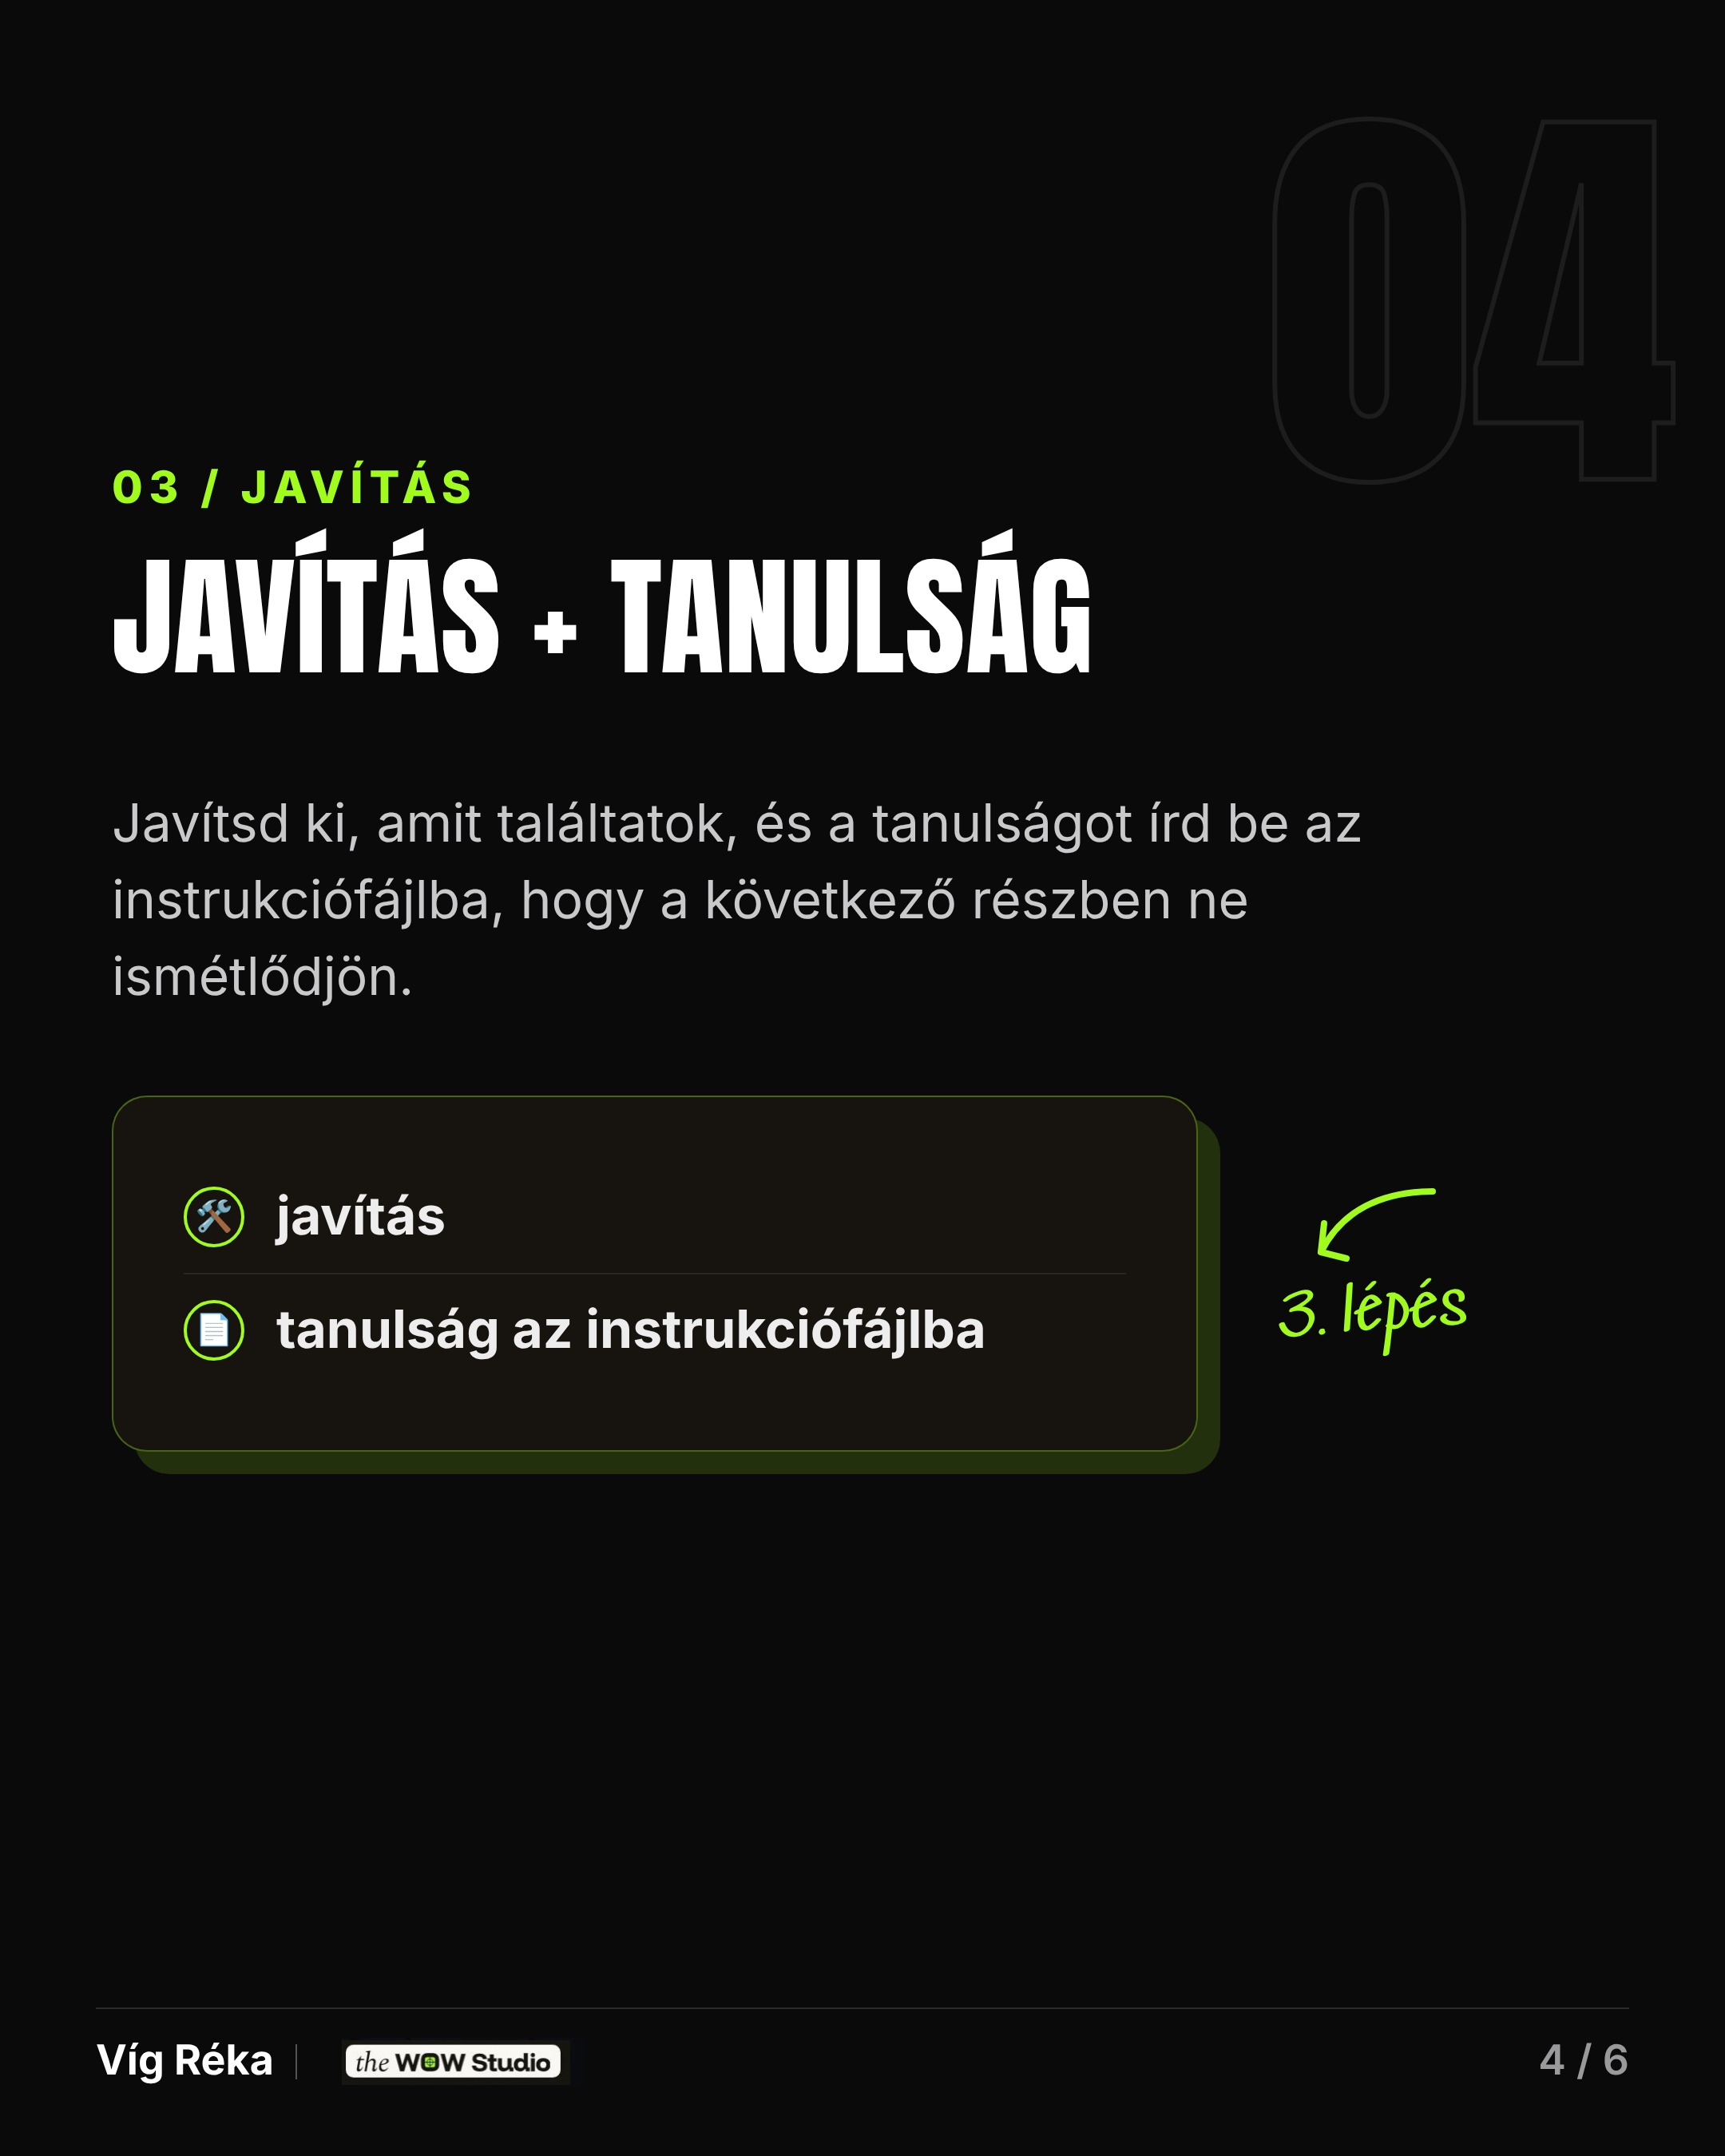 04
03 / JAVÍTÁS
JAVÍTÁS + TANULSÁG
Javítsd ki, amit találtatok, és a tanulságot írd be az
instrukciófájlba, hogy a következő részben ne
ismétlődjön.
javítás
tanulság az instrukciófájlba
3. lépés
Víg Réka
the WOW Studio
4 / 6